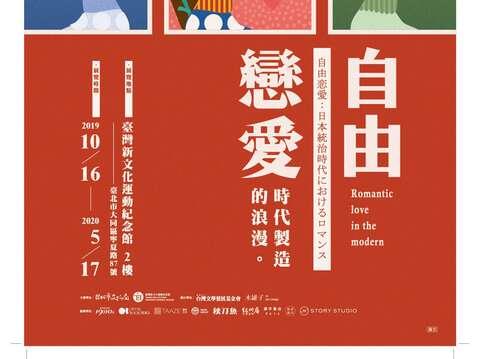 自由
戀愛
自由恋愛：日本統治時代におけるロマンス
Romantic
love
in the
modern
時代製造
的浪漫。
展覽地點
臺灣新文化運動紀念館 2樓
臺北市大同區寧夏路87號
展覽時間
2019
10／16
2020
5／17
台灣文學發展基金會
TAAZE
STORY STUDIO